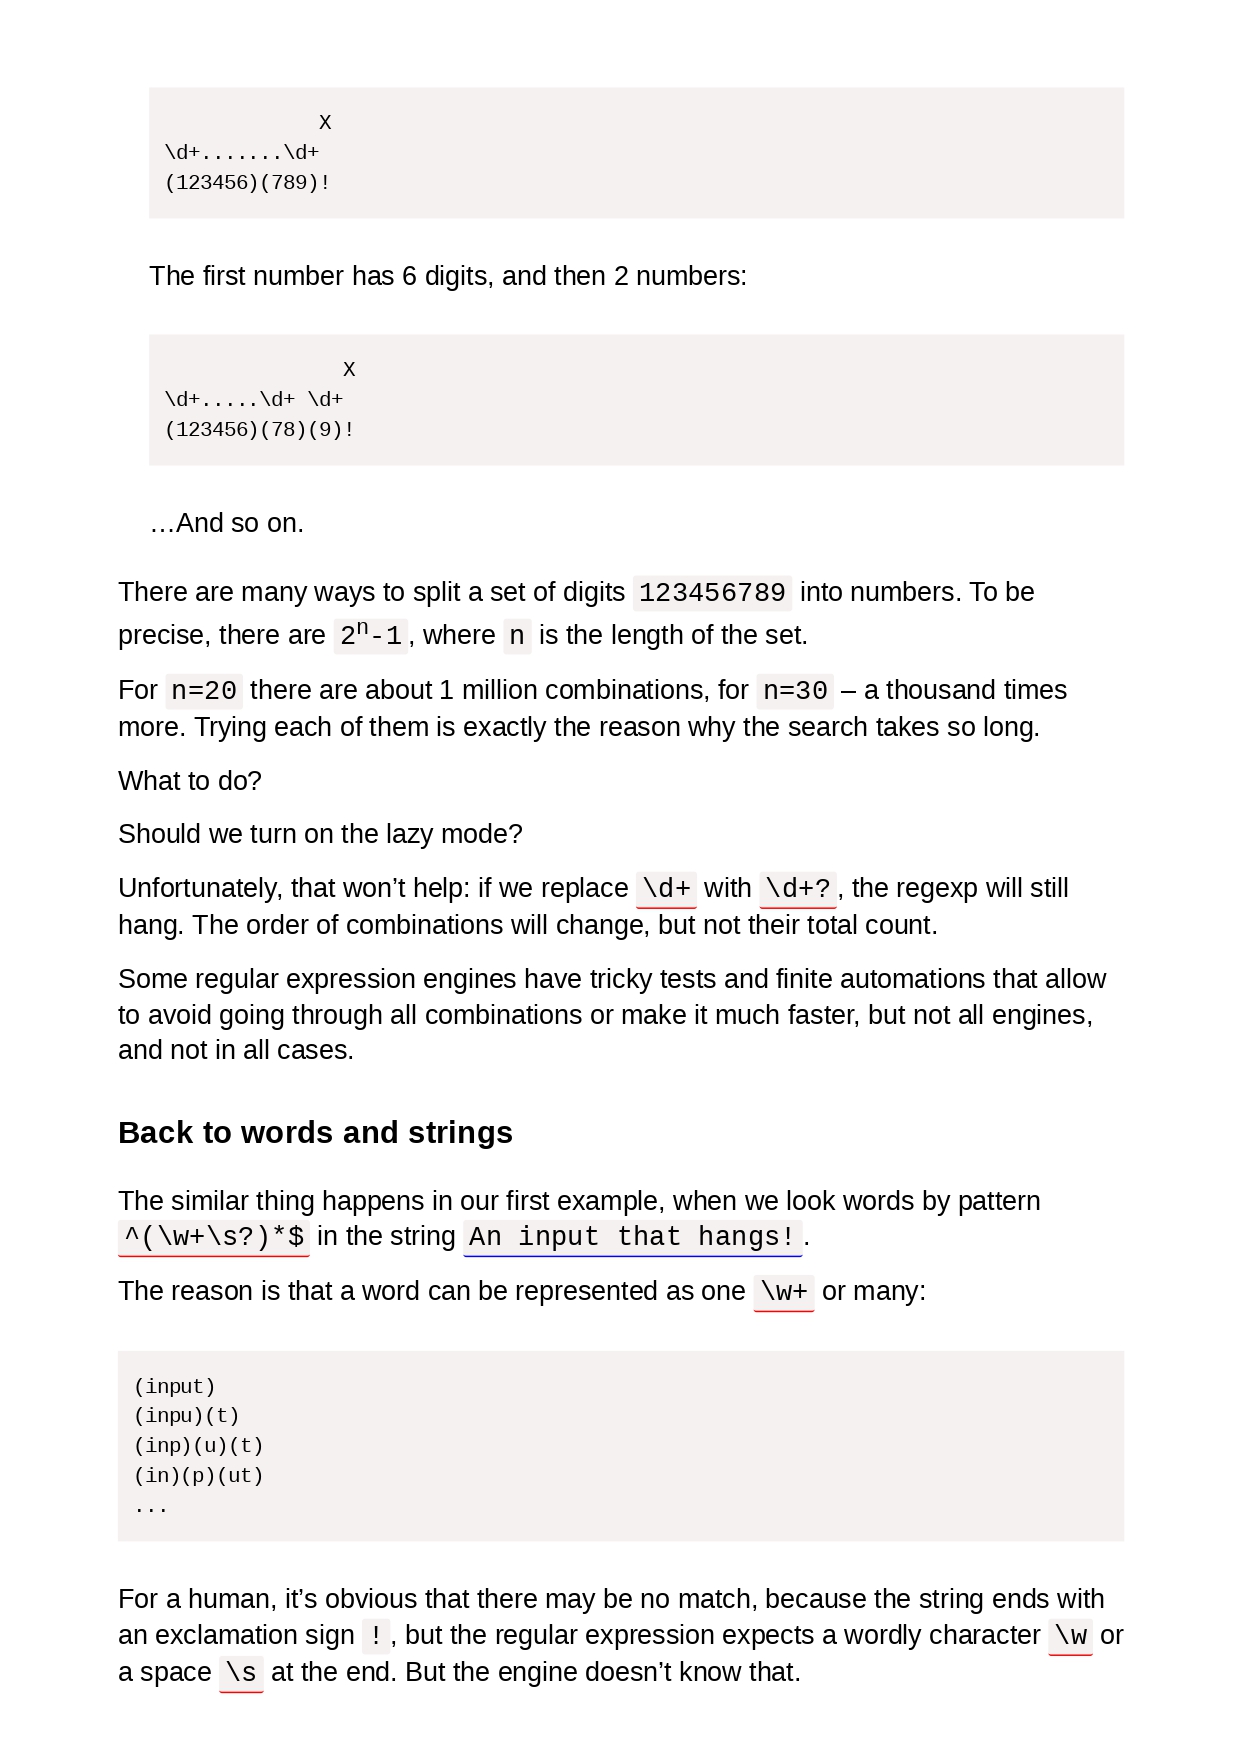 X
\d+.......\d+
(123456)(789)!
The first number has 6 digits, and then 2 numbers:
               X
\d+.....\d+ \d+
(123456)(78)(9)!
…And so on.
There are many ways to split a set of digits 123456789 into numbers. To be
precise, there are 2ⁿ-1, where n is the length of the set.
For n=20 there are about 1 million combinations, for n=30 – a thousand times
more. Trying each of them is exactly the reason why the search takes so long.
What to do?
Should we turn on the lazy mode?
Unfortunately, that won’t help: if we replace \d+ with \d+?, the regexp will still
hang. The order of combinations will change, but not their total count.
Some regular expression engines have tricky tests and finite automations that allow
to avoid going through all combinations or make it much faster, but not all engines,
and not in all cases.
Back to words and strings
The similar thing happens in our first example, when we look words by pattern
^(\w+\s?)*$ in the string An input that hangs!.
The reason is that a word can be represented as one \w+ or many:
(input)
(inpu)(t)
(inp)(u)(t)
(in)(p)(ut)
...
For a human, it’s obvious that there may be no match, because the string ends with
an exclamation sign !, but the regular expression expects a wordly character \w or
a space \s at the end. But the engine doesn’t know that.